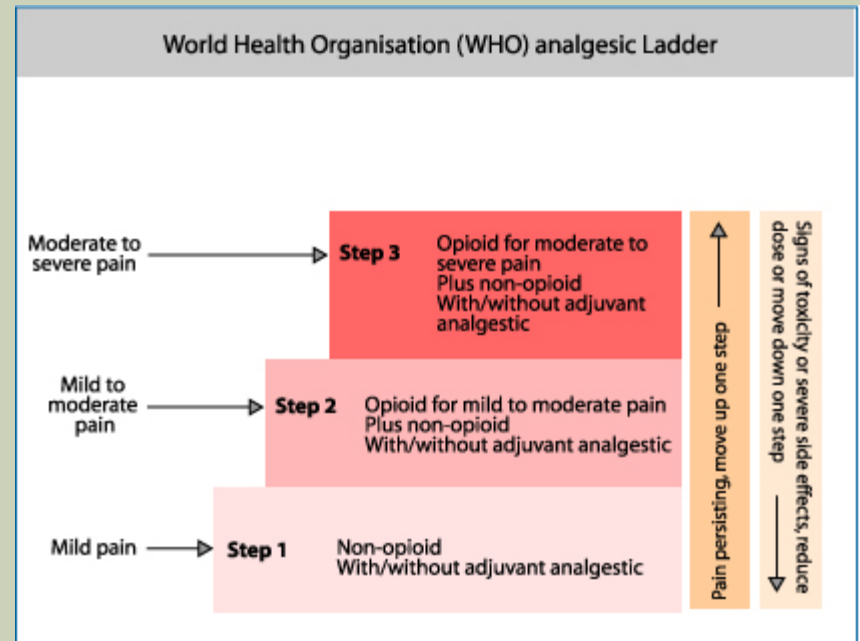 World Health Organisation (WHO) analgesic Ladder
Moderate to
severe pain
Step 3
Opioid for moderate to
severe pain
Plus non-opioid
With/without adjuvant
analgestic
Mild to
moderate
pain
Step 2
Opioid for mild to moderate pain
Plus non-opioid
With/without adjuvant analgestic
Mild pain
Step 1
Non-opioid
With/without adjuvant analgestic
Pain persisting, move up one step
Signs of toxicity or severe side effects, reduce
dose or move down one step